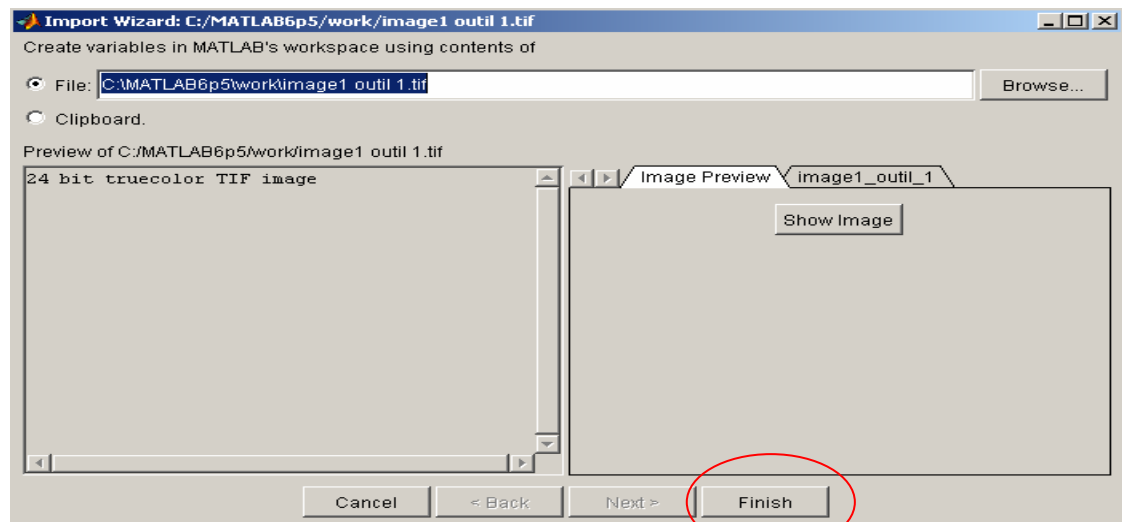 Import Wizard: C:/MATLAB6p5/work/image1 outil 1.tif
Create variables in MATLAB's workspace using contents of
File: C:\MATLAB6p5\work\image1 outil 1.tif Browse...
Clipboard.
Preview of C:/MATLAB6p5/work/image1 outil 1.tif
24 bit truecolor TIF image
Image Preview image1_outil_1
Show Image
Cancel < Back Next > Finish